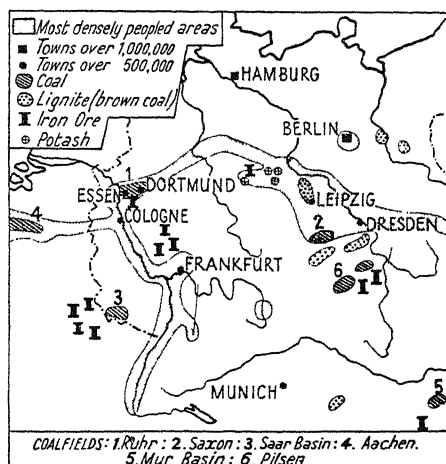 Most densely peopled areas
Towns over 1,000,000
Towns over 500,000
Coal
Lignite (brown coal)
Iron Ore
Potash
HAMBURG
BERLIN
1
ESSEN
DORTMUND
LEIPZIG
4
COLOGNE
2
DRESDEN
FRANKFURT
6
3
MUNICH
5
COALFIELDS: 1. Ruhr: 2. Saxon: 3. Saar Basin: 4. Aachen.
5. Mur Basin: 6. Pilsen